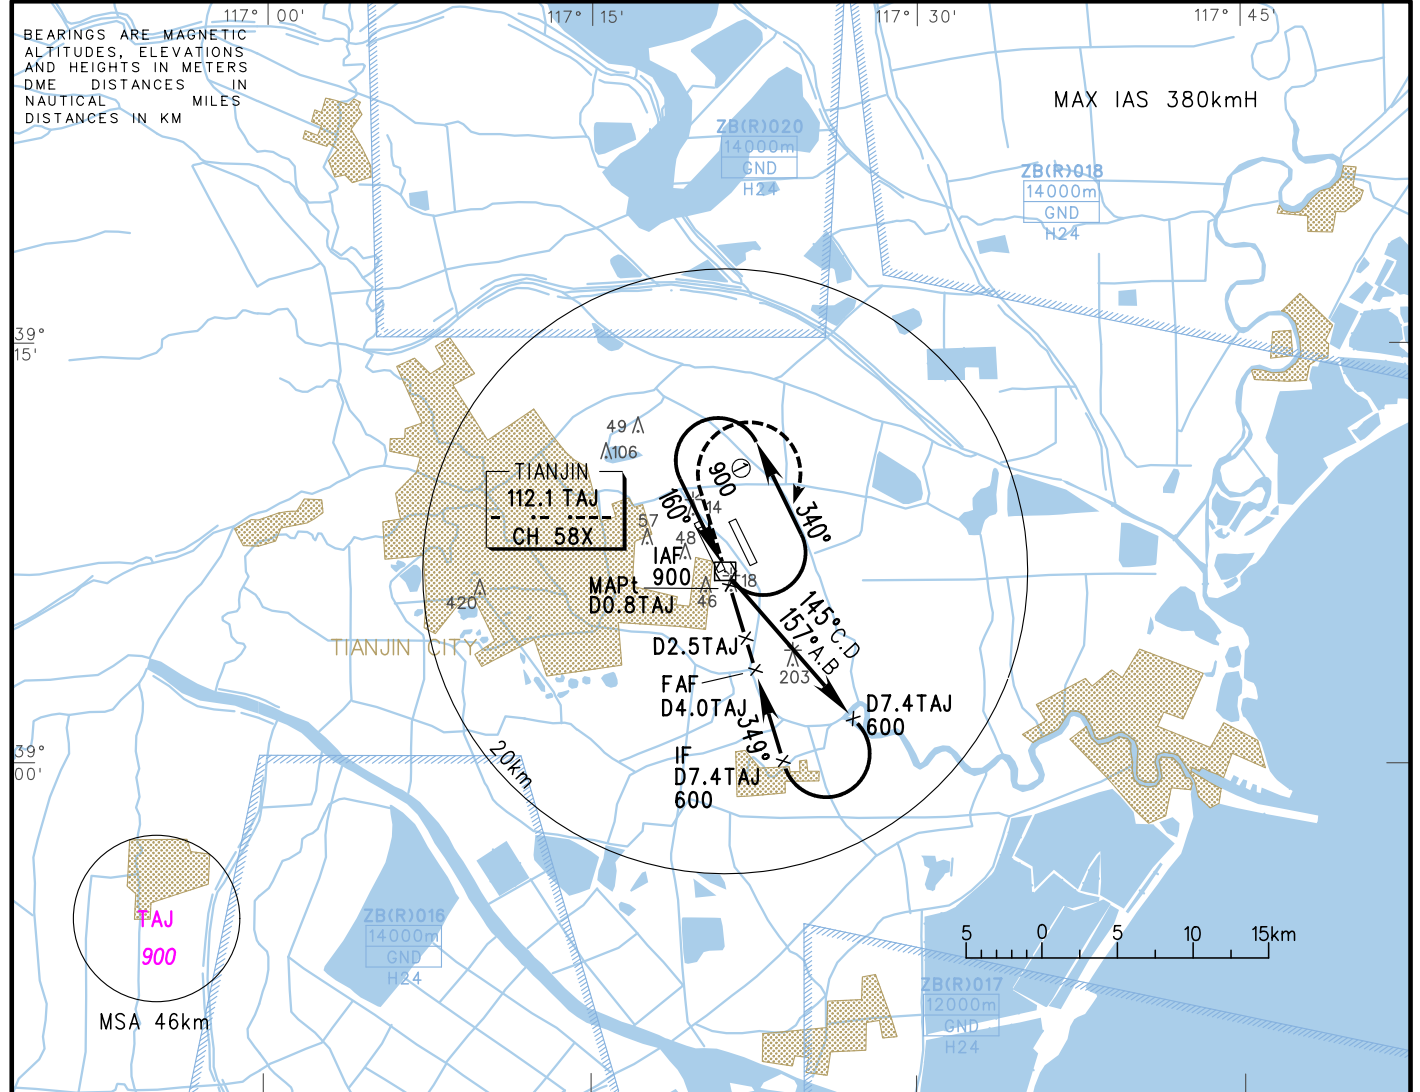 117° 00'
117° 15'
117° 30'
117° 45'
BEARINGS ARE MAGNETIC
ALTITUDES, ELEVATIONS
AND HEIGHTS IN METERS
DME DISTANCES IN
NAUTICAL MILES
DISTANCES IN KM
MAX IAS 380kmH
ZB(R)020
14000m
GND
H24
ZB(R)018
14000m
GND
H24
39°
15'
49
106
TIANJIN
112.1 TAJ
CH 58X
900
1
160°
14
340°
57
48
IAF
900
18
MAPt
D0.8TAJ
46
420
TIANJIN CITY
145°C.D
157°A.B
D2.5TAJ
203
FAF
D4.0TAJ
349°
D7.4TAJ
600
IF
D7.4TAJ
600
39°
00'
20km
TAJ
900
MSA 46km
ZB(R)016
14000m
GND
H24
5 0 5 10 15km
ZB(R)017
12000m
GND
H24